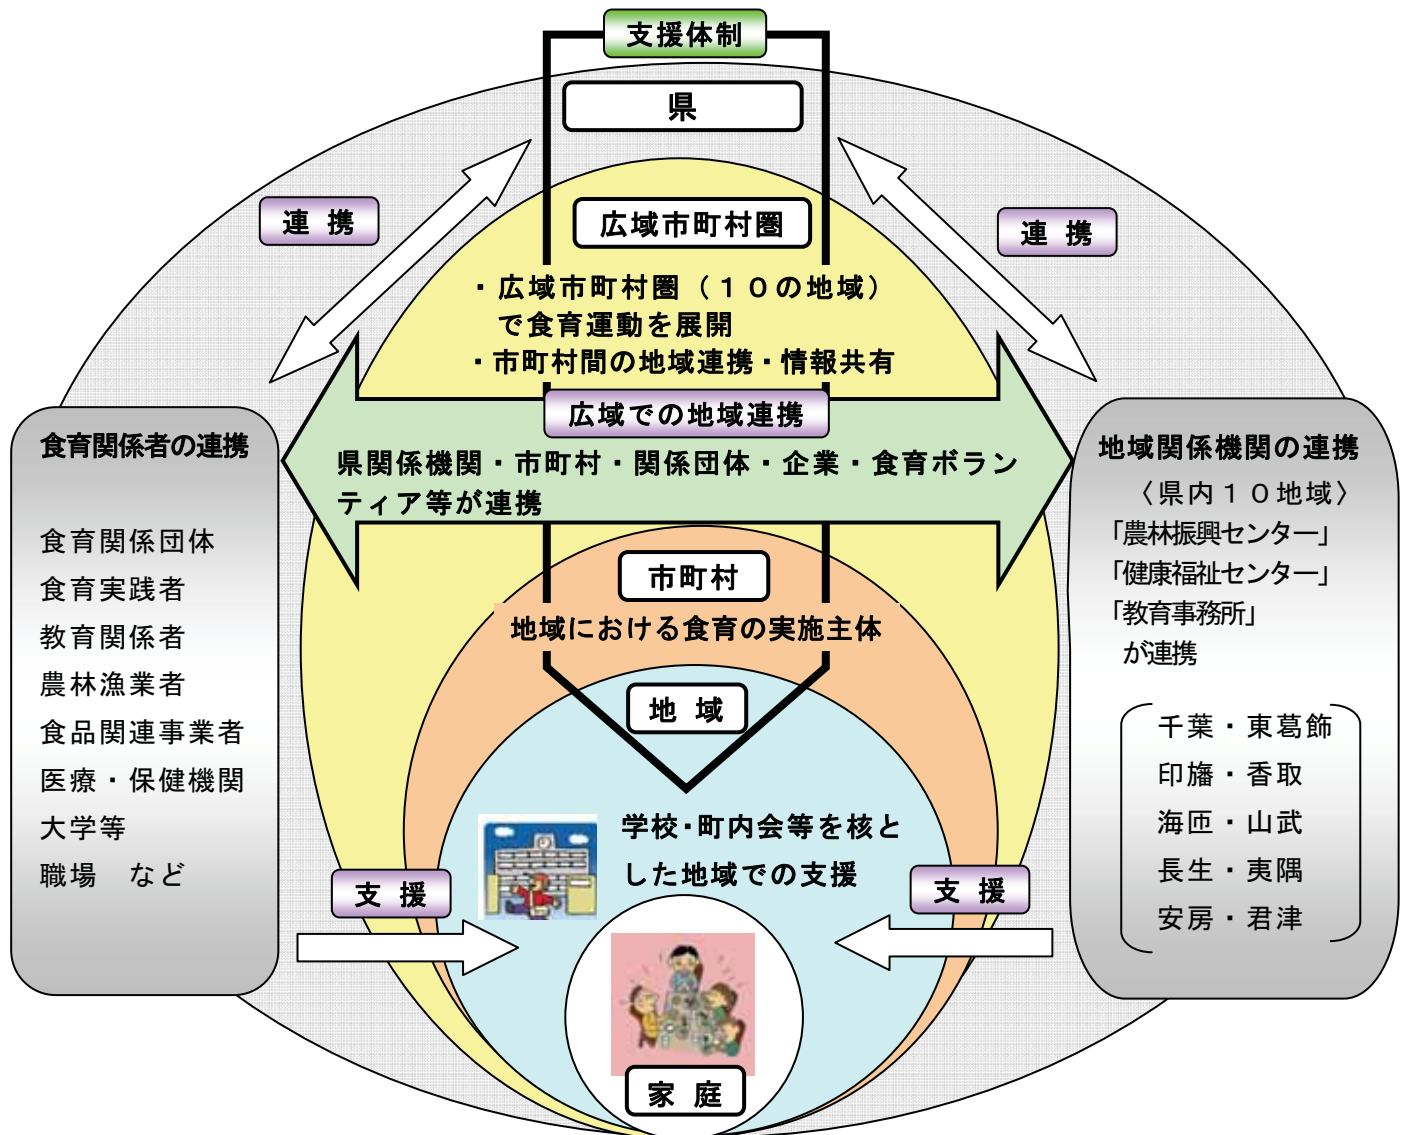 支援体制
県
連 携
連 携
広域市町村圏
・広域市町村圏（１０の地域）
で食育運動を展開
・市町村間の地域連携・情報共有
広域での地域連携
県関係機関・市町村・関係団体・企業・食育ボラン
ティア等が連携
食育関係者の連携
食育関係団体
食育実践者
教育関係者
農林漁業者
食品関連事業者
医療・保健機関
大学等
職場　など
地域関係機関の連携
〈県内１０地域〉
「農林振興センター」
「健康福祉センター」
「教育事務所」
が連携
千葉・東葛飾
印旛・香取
海匝・山武
長生・夷隅
安房・君津
市町村
地域における食育の実施主体
地 域
学校・町内会等を核と
した地域での支援
支 援
支 援
家 庭